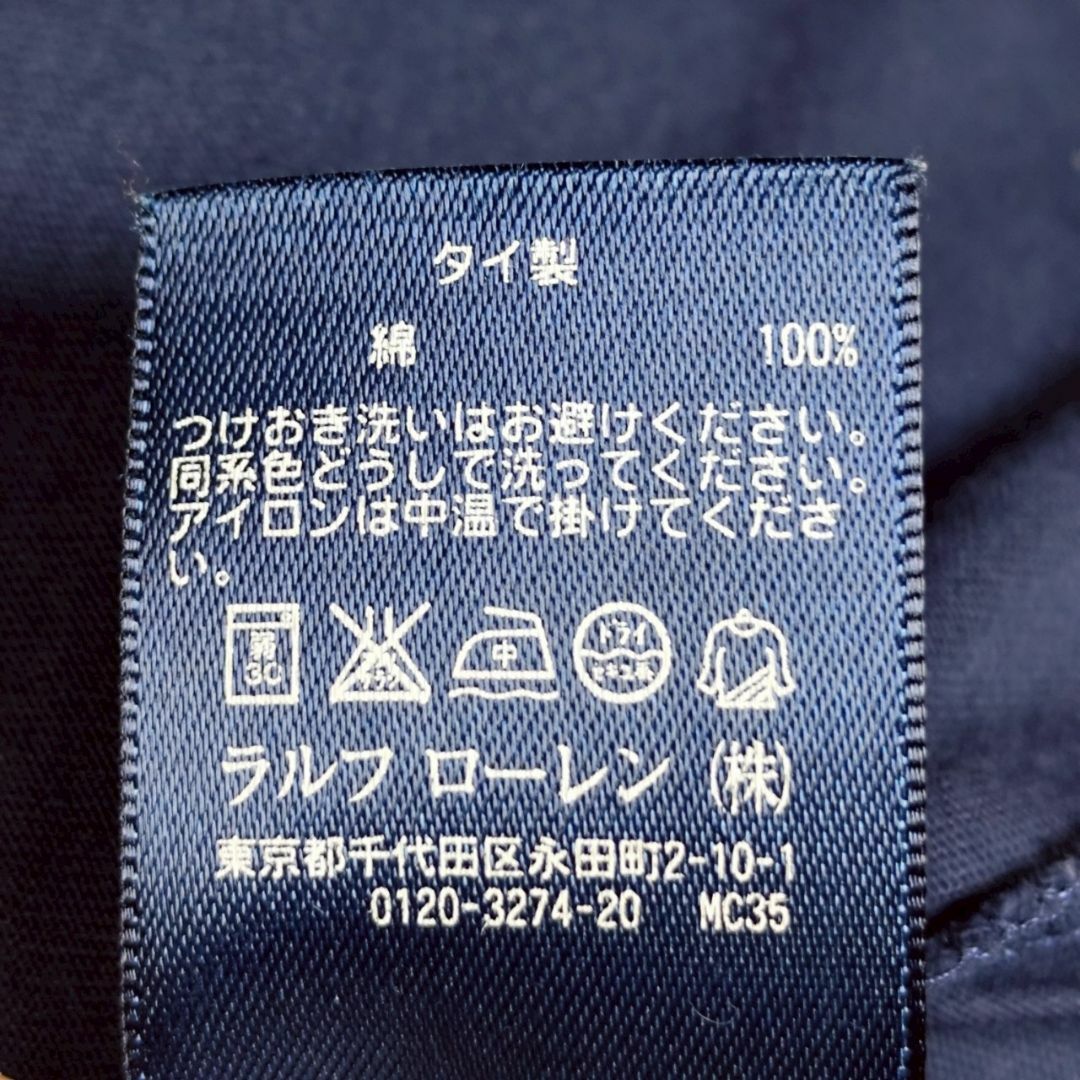 タイ製
綿 100%
つけおき洗いはお避けください。
同系色どうしで洗ってください。
アイロンは中温で掛けてくださ
い。
弱 30 中 ドライ
ラルフ ローレン (株)
東京都千代田区永田町2-10-1
0120-3274-20 MC35